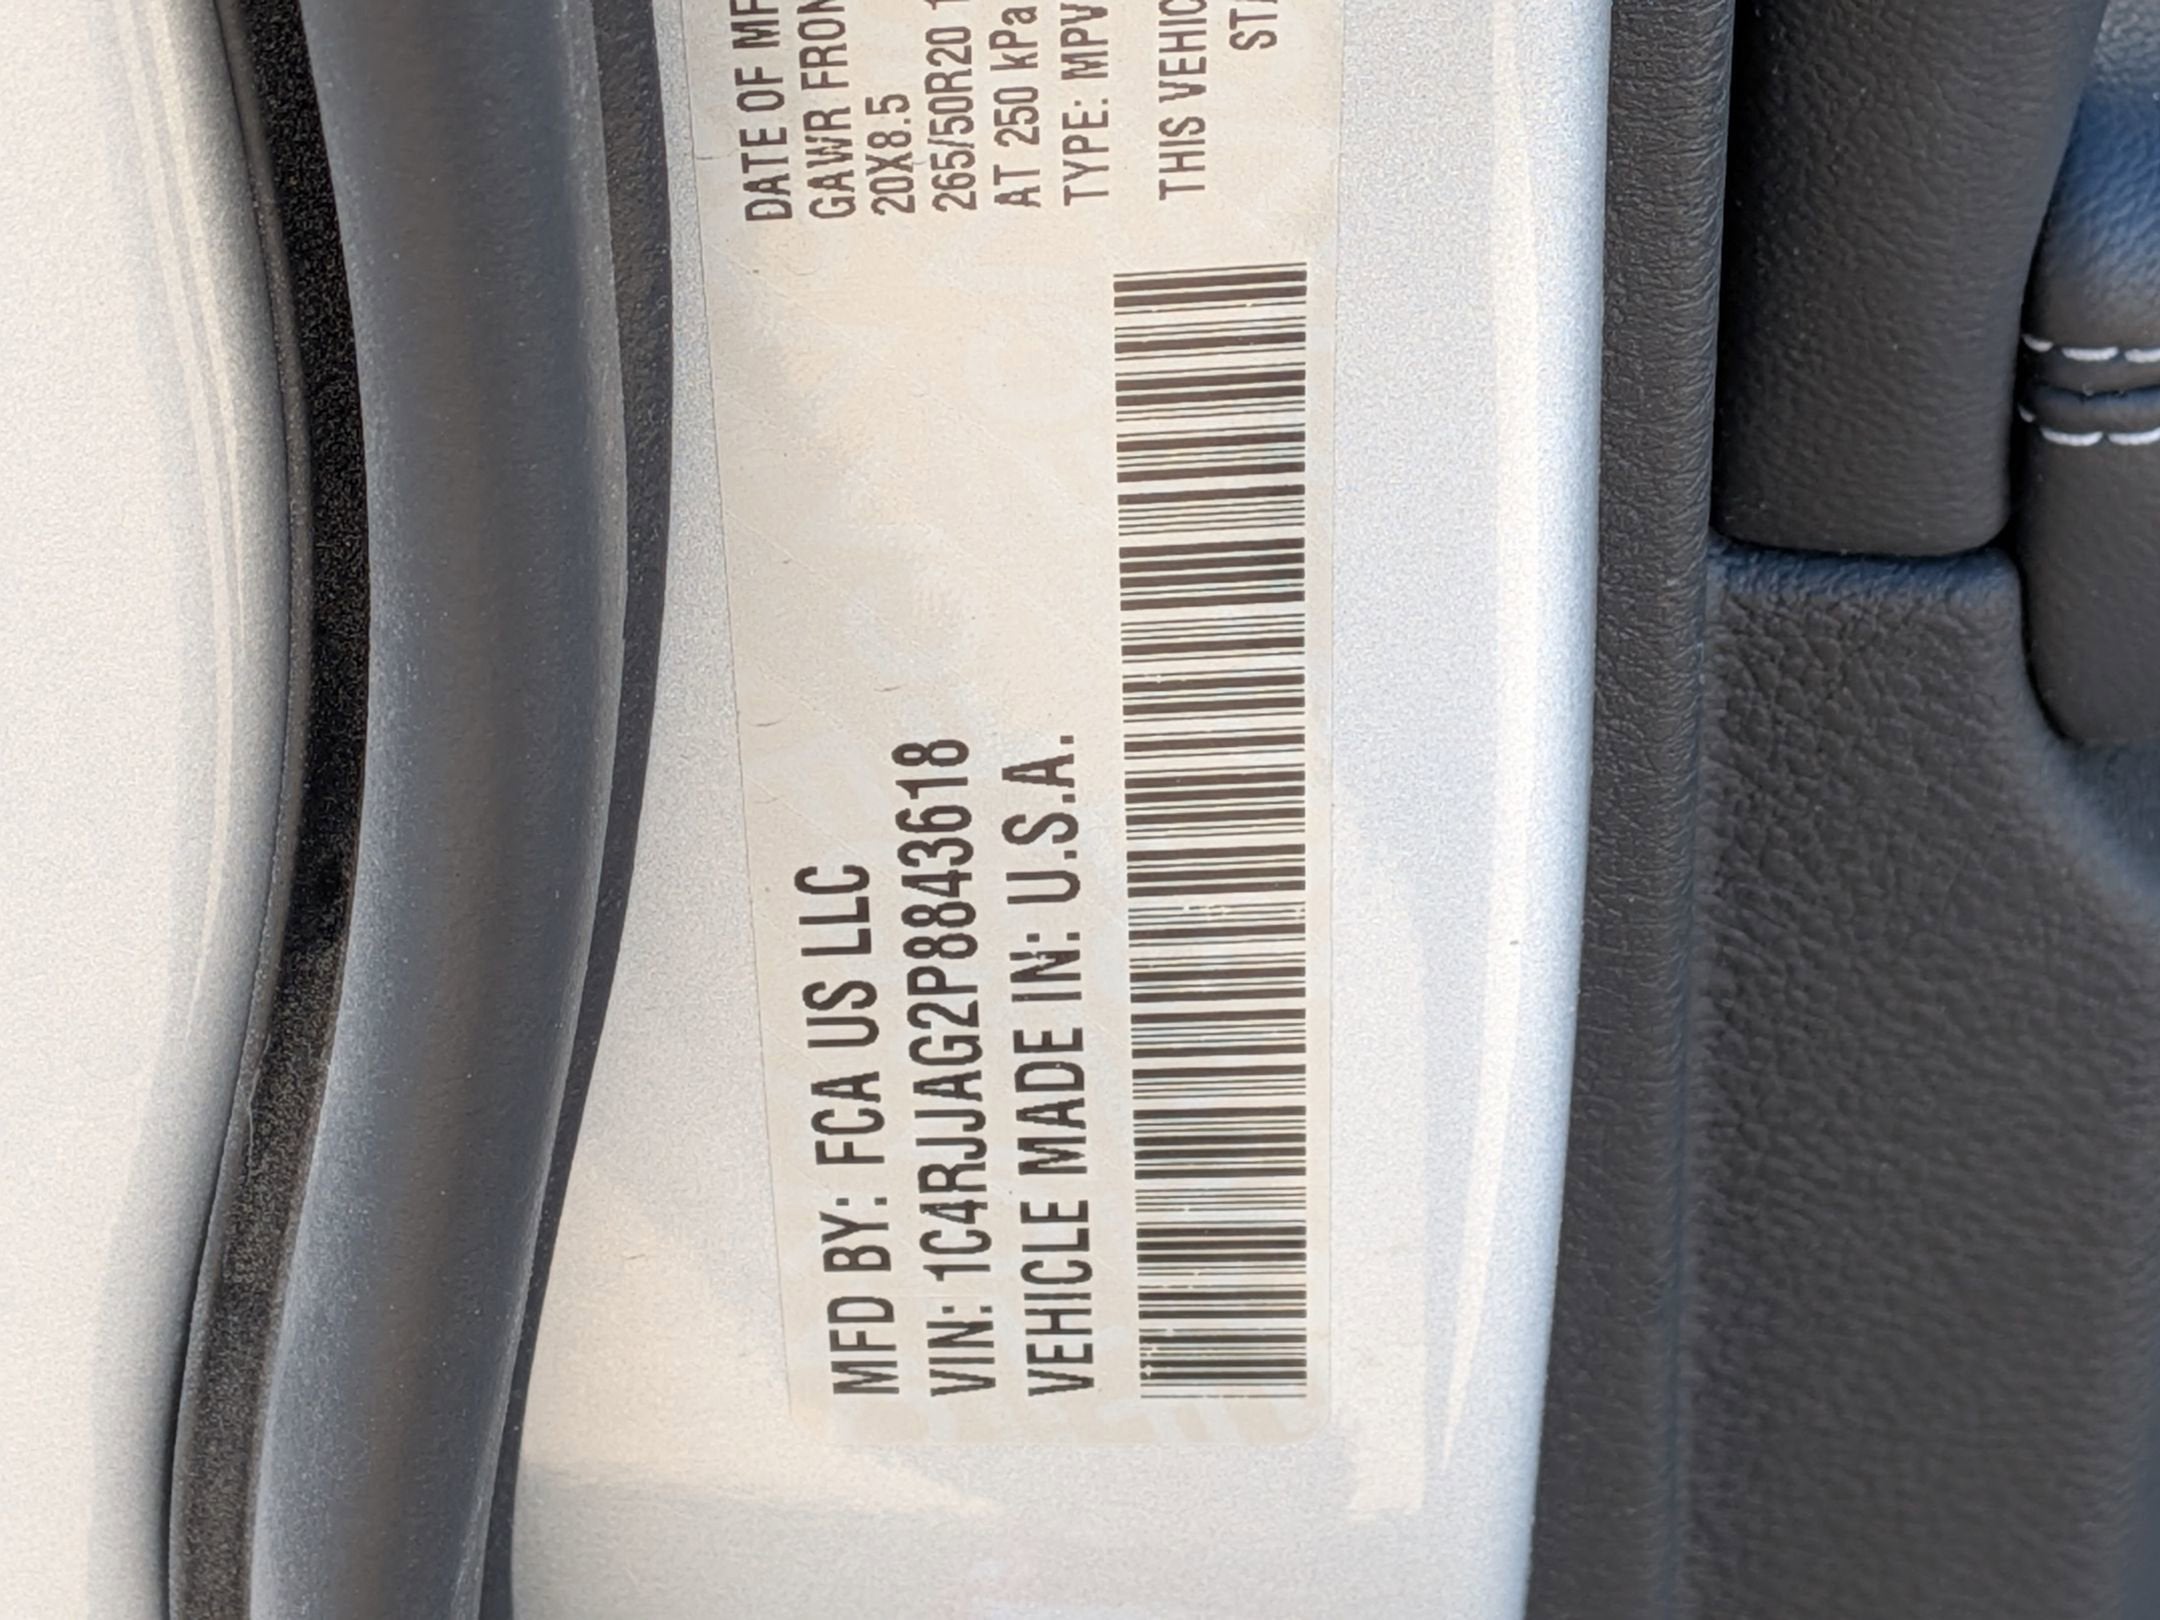 MFD BY: FCA US LLC
VIN: 1C4RJJAG2P8843618
VEHICLE MADE IN: U.S.A.
DATE OF MF
GAWR FRON
20X8.5
265/50R20 1
AT 250 kPa
TYPE: MPV
THIS VEHIC
STA